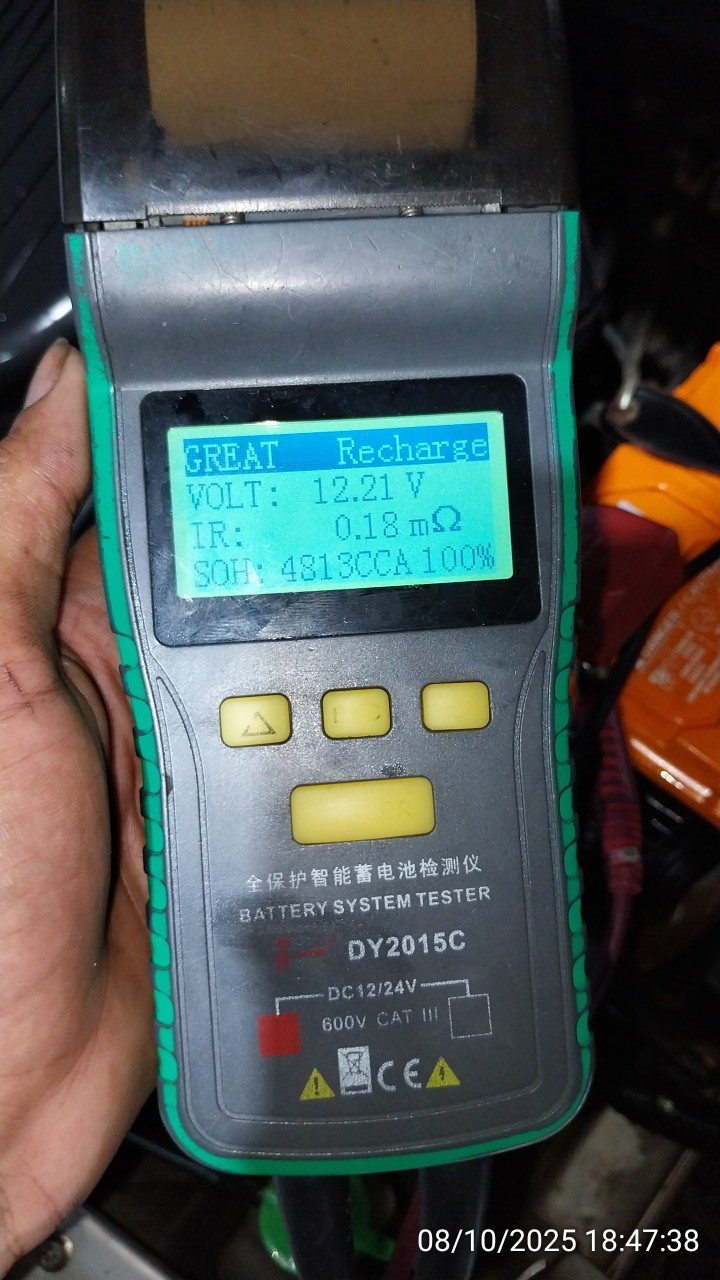 GREAT Recharge
VOLT: 12.21 V
IR: 0.18 mΩ
SOH: 4813CCA 100%
全保护智能蓄电池检测仪
BATTERY SYSTEM TESTER
DY2015C
DC12/24V
600V CAT III
CE
08/10/2025 18:47:38